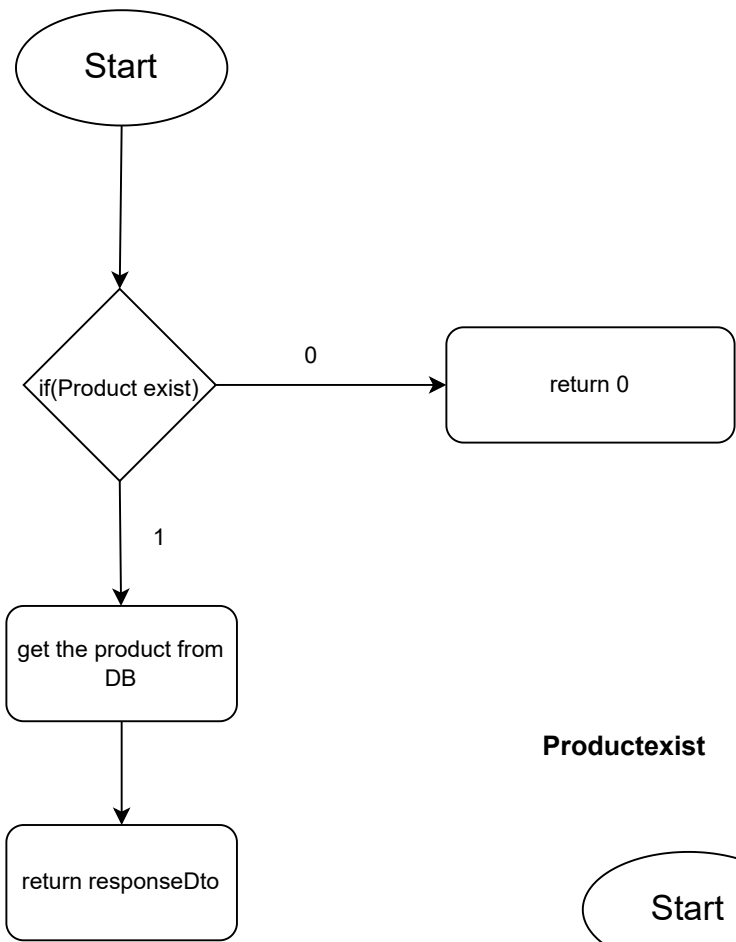 Start
if(Product exist)
0
return 0
1
get the product from
DB
Productexist
return responseDto
Start